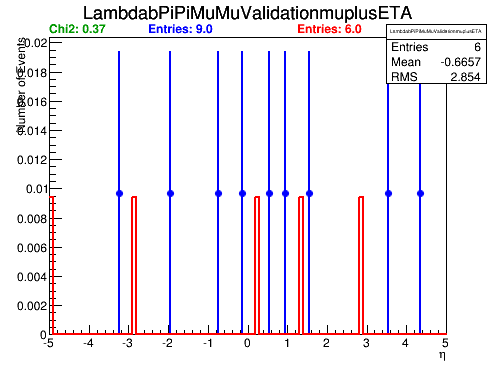 LambdabPiPiMuMuValidationmuplusETA
Chi2: 0.37 Entries: 9.0 Entries: 6.0
LambdabPiPiMuMuValidationmuplusETA
Entries 6
Mean -0.6657
RMS 2.854
Number of Events
0.02
0.018
0.016
0.014
0.012
0.01
0.008
0.006
0.004
0.002
0
-5 -4 -3 -2 -1 0 1 2 3 4 5
η